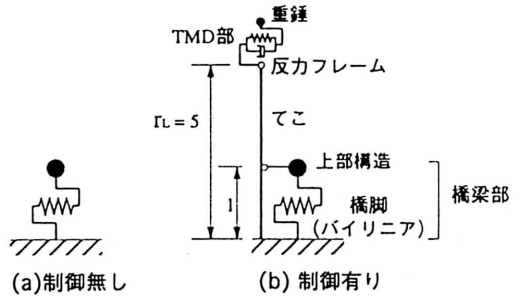 重錘
TMD部
反力フレーム
rL = 5
てこ
上部構造
1
橋脚
(バイリニア)
橋梁部
(a)制御無し
(b) 制御有り